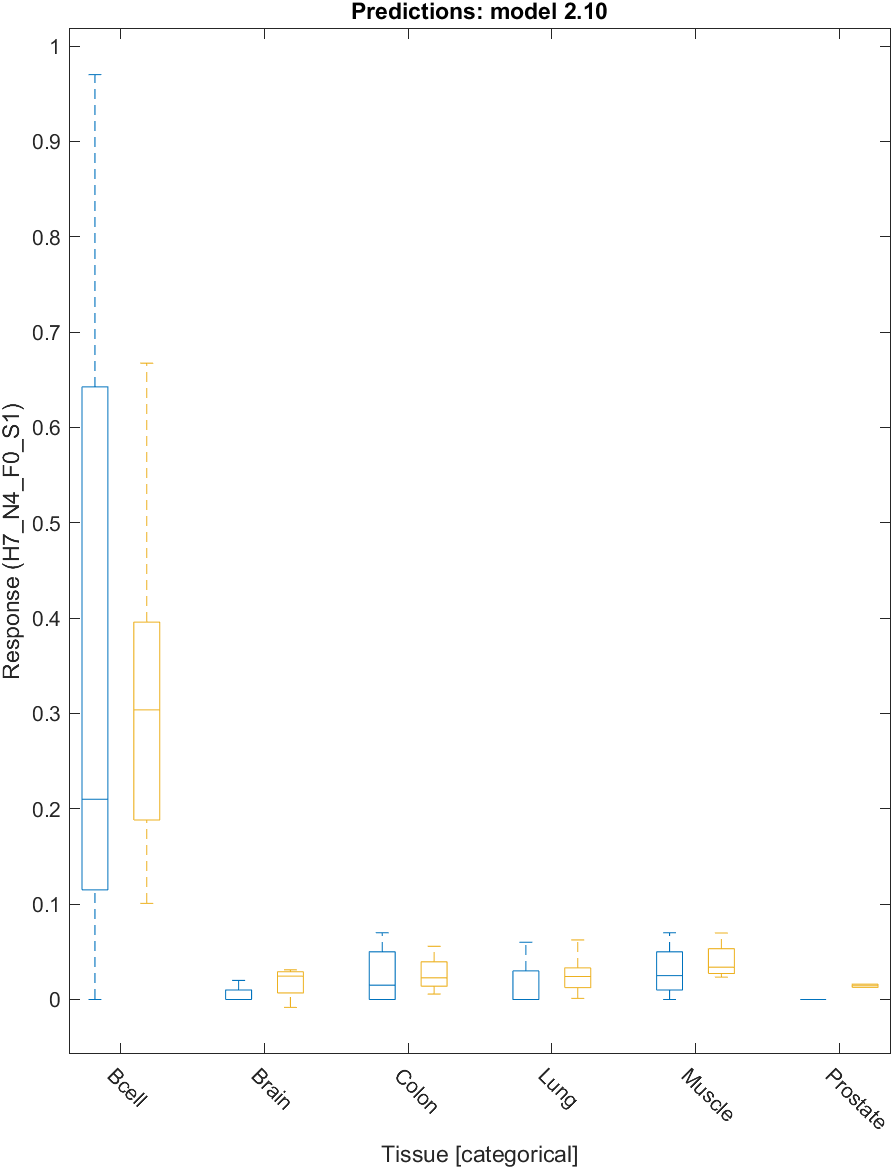 Predictions: model 2.10
1
0.9
0.8
0.7
0.6
0.5
0.4
0.3
0.2
0.1
0
Response (H7_N4_F0_S1)
Bcell
Brain
Colon
Lung
Muscle
Prostate
Tissue [categorical]